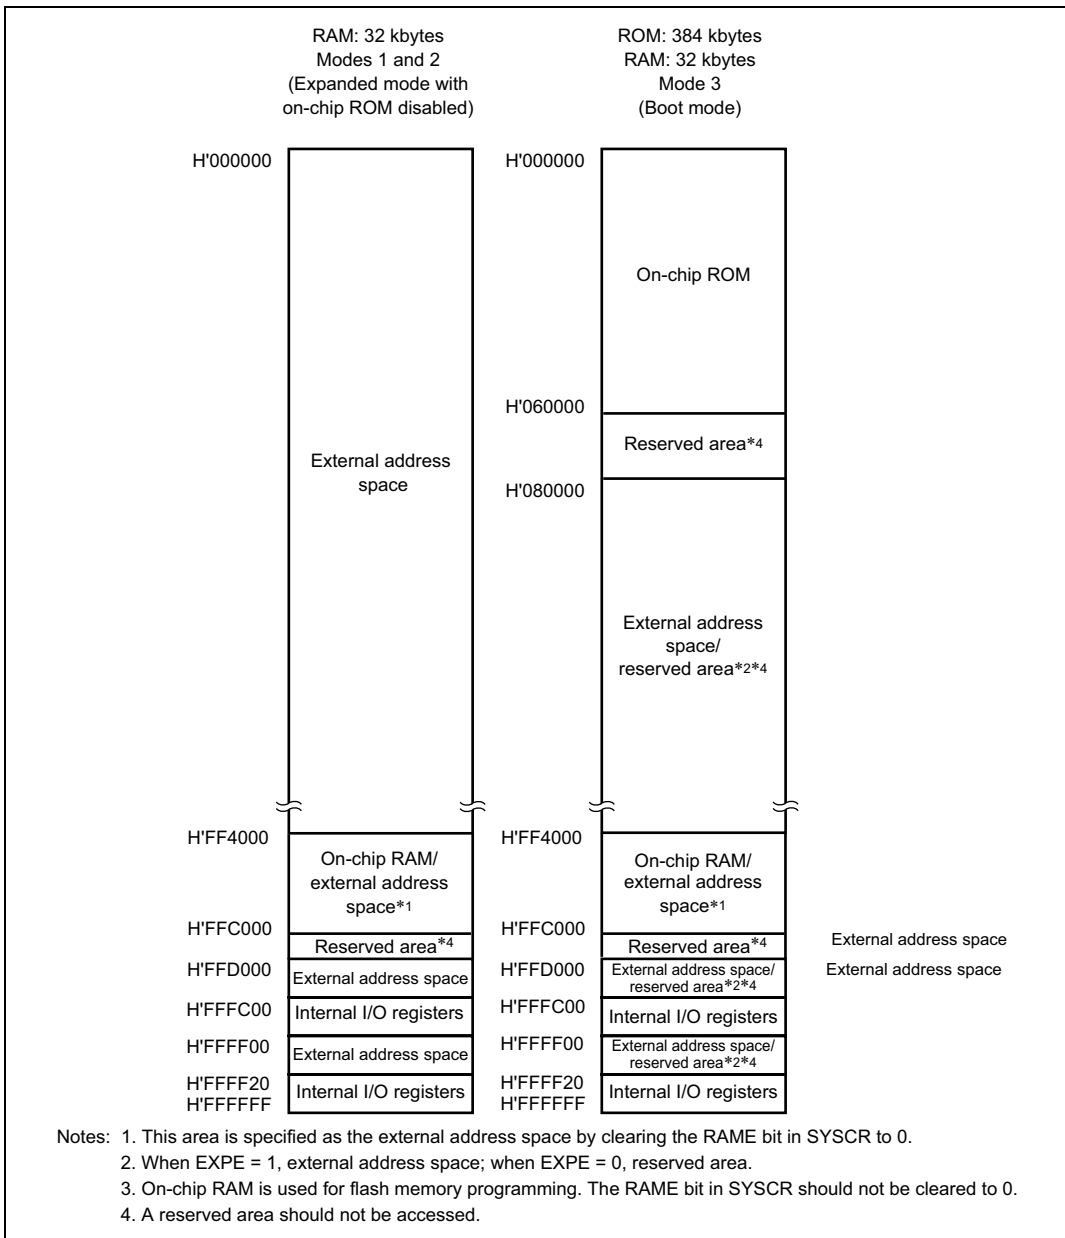 RAM: 32 kbytes
Modes 1 and 2
(Expanded mode with
on-chip ROM disabled)
H'000000
External address
space
H'FF4000
On-chip RAM/
external address
space*1
H'FFC000
Reserved area*4
H'FFD000
External address space
H'FFFC00
Internal I/O registers
H'FFFF00
External address space
H'FFFF20
Internal I/O registers
H'FFFFFF
ROM: 384 kbytes
RAM: 32 kbytes
Mode 3
(Boot mode)
H'000000
On-chip ROM
H'060000
Reserved area*4
H'080000
External address
space/
reserved area*2*4
H'FF4000
On-chip RAM/
external address
space*1
H'FFC000
Reserved area*4
H'FFD000
External address space/
reserved area*2*4
H'FFFC00
Internal I/O registers
H'FFFF00
External address space/
reserved area*2*4
H'FFFF20
Internal I/O registers
H'FFFFFF
External address space
External address space
Notes: 1. This area is specified as the external address space by clearing the RAME bit in SYSCR to 0.
2. When EXPE = 1, external address space; when EXPE = 0, reserved area.
3. On-chip RAM is used for flash memory programming. The RAME bit in SYSCR should not be cleared to 0.
4. A reserved area should not be accessed.